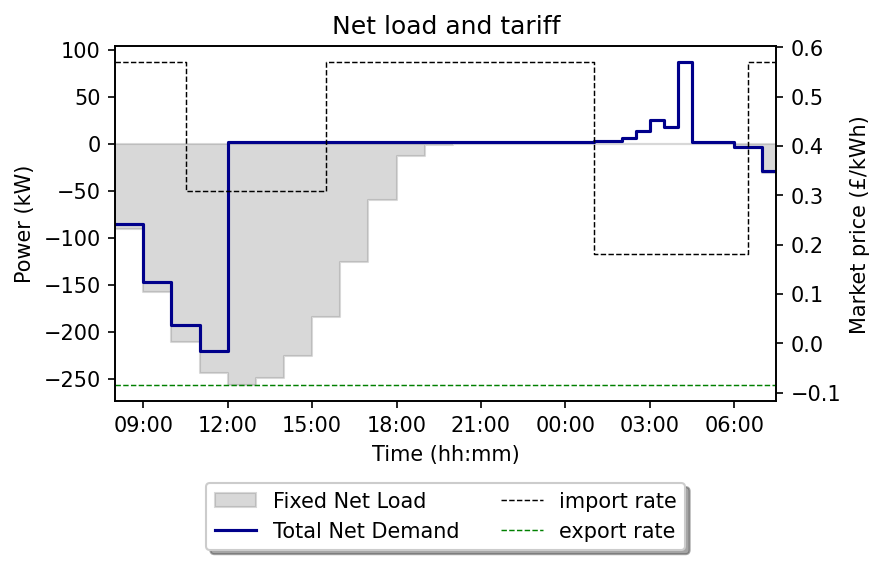 Net load and tariff
100
50
0
−50
−100
−150
−200
−250
Power (kW)
0.6
0.5
0.4
0.3
0.2
0.1
0.0
−0.1
Market price (£/kWh)
09:00 12:00 15:00 18:00 21:00 00:00 03:00 06:00
Time (hh:mm)
Fixed Net Load
Total Net Demand
import rate
export rate